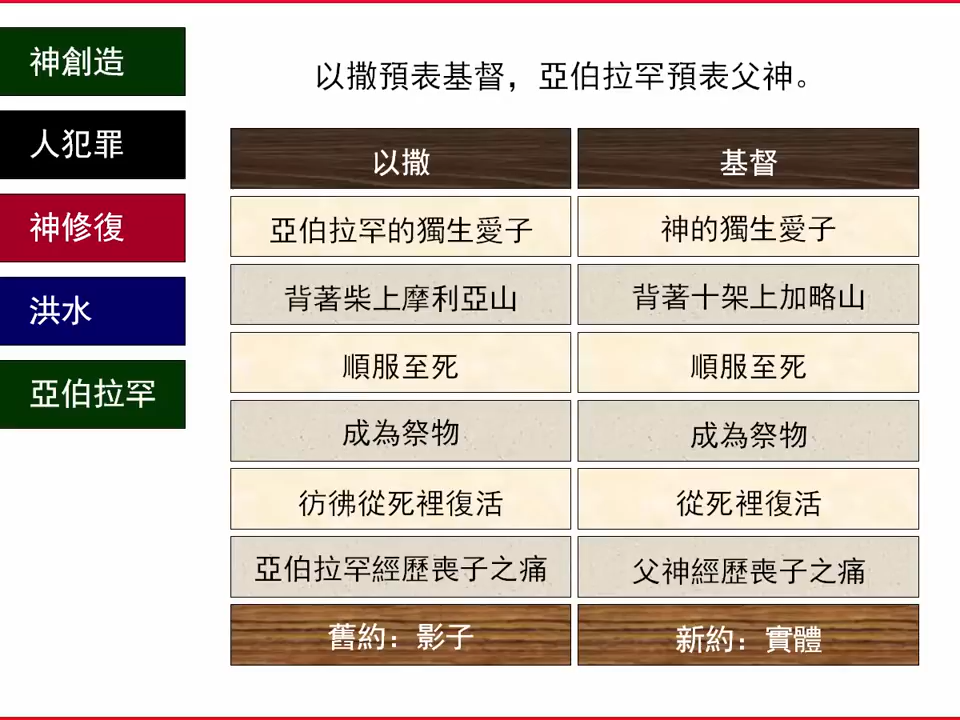 神創造
人犯罪
神修復
洪水
亞伯拉罕
以撒預表基督，亞伯拉罕預表父神。
以撒 基督
亞伯拉罕的獨生愛子 神的獨生愛子
背著柴上摩利亞山 背著十架上加略山
順服至死 順服至死
成為祭物 成為祭物
彷彿從死裡復活 從死裡復活
亞伯拉罕經歷喪子之痛 父神經歷喪子之痛
舊約：影子 新約：實體